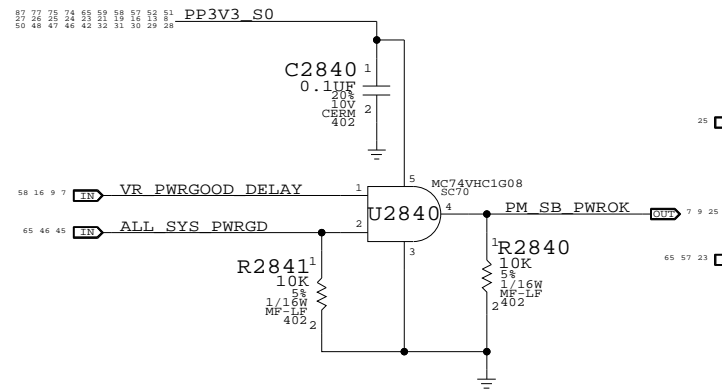 87 77 75 74 65 59 58 57 52 51
27 26 25 24 23 21 19 16 13 8
50 48 47 46 42 32 31 30 29 28
PP3V3_S0
C2840
0.1UF
20%
10V
CERM
402
1
2
25
58 16 9 7
IN
VR_PWRGOOD_DELAY
1
5
MC74VHC1G08
SC70
U2840
4
PM_SB_PWROK
OUT
7 9 25
65 46 45
IN
ALL_SYS_PWRGD
2
3
R2841
1
10K
5%
1/16W
MF-LF
402
2
1
R2840
10K
5%
1/16W
MF-LF
402
2
65 57 23